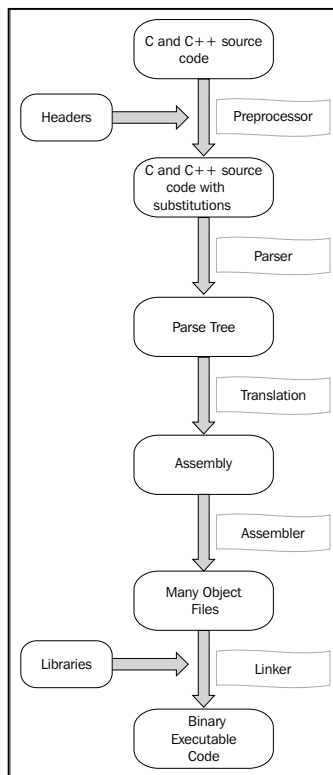 C and C++ source
code
Headers
Preprocessor
C and C++ source
code with
substitutions
Parser
Parse Tree
Translation
Assembly
Assembler
Many Object
Files
Libraries
Linker
Binary
Executable
Code